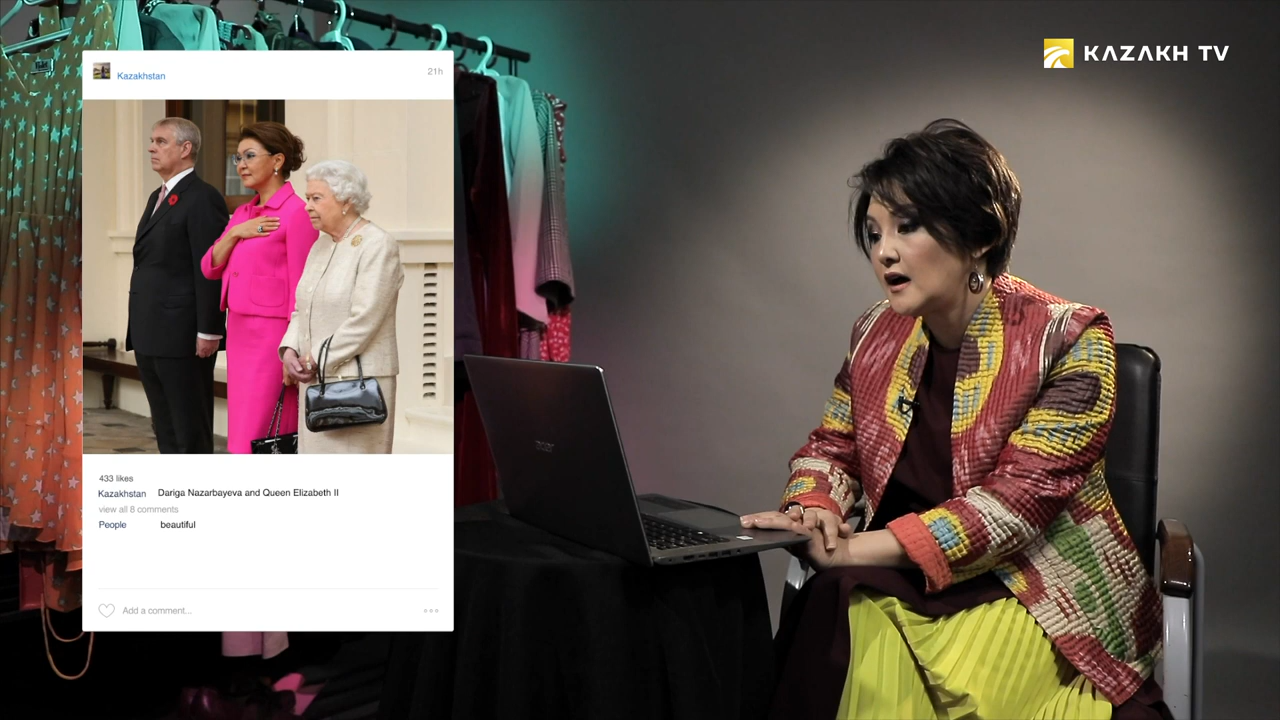 KAZAKH TV
Kazakhstan
21h
433 likes
Kazakhstan Dariga Nazarbayeva and Queen Elizabeth II
view all 8 comments
People beautiful
Add a comment...